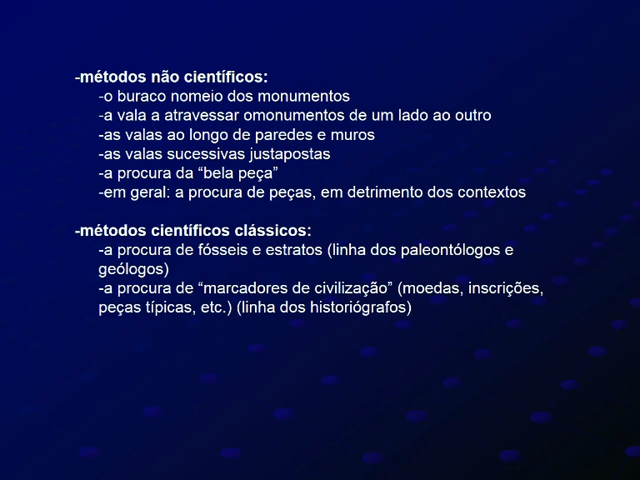 -métodos não científicos:
-o buraco nomeio dos monumentos
-a vala a atravessar omonumentos de um lado ao outro
-as valas ao longo de paredes e muros
-as valas sucessivas justapostas
-a procura da “bela peça”
-em geral: a procura de peças, em detrimento dos contextos
-métodos científicos clássicos:
-a procura de fósseis e estratos (linha dos paleontólogos e
geólogos)
-a procura de “marcadores de civilização” (moedas, inscrições,
peças típicas, etc.) (linha dos historiógrafos)